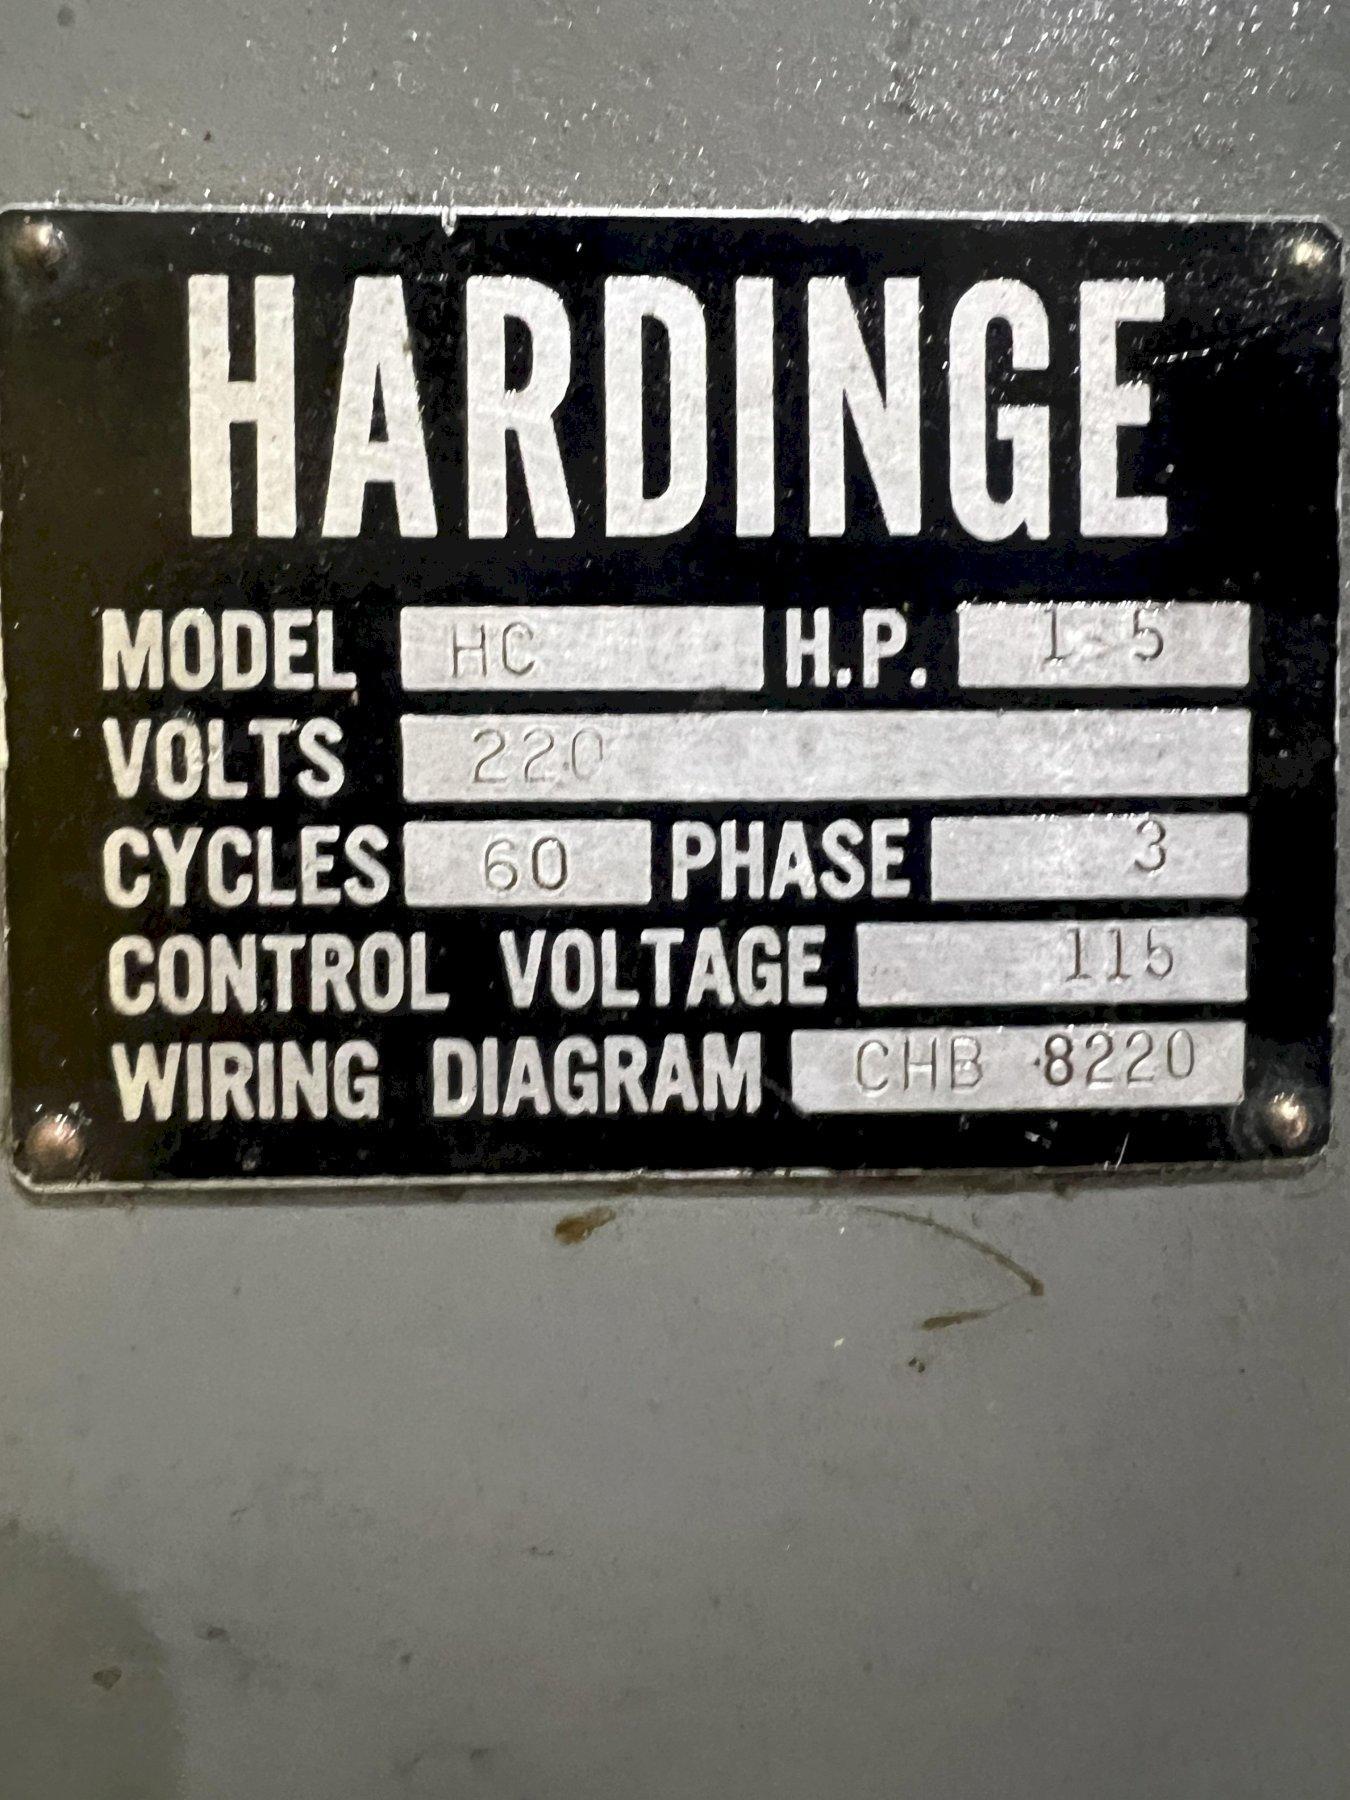 HARDINGE
MODEL HC H.P. 1.5
VOLTS 220
CYCLES 60 PHASE 3
CONTROL VOLTAGE 115
WIRING DIAGRAM CHB 8220